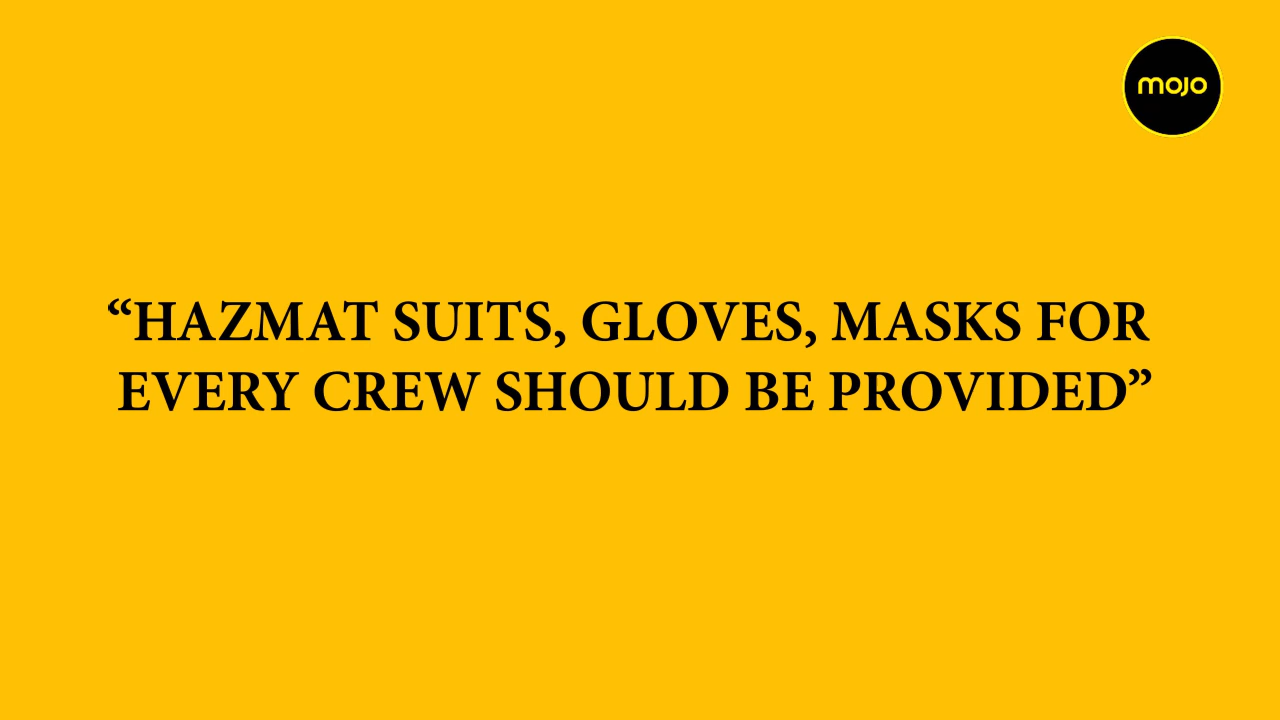 mojo
“HAZMAT SUITS, GLOVES, MASKS FOR
EVERY CREW SHOULD BE PROVIDED”